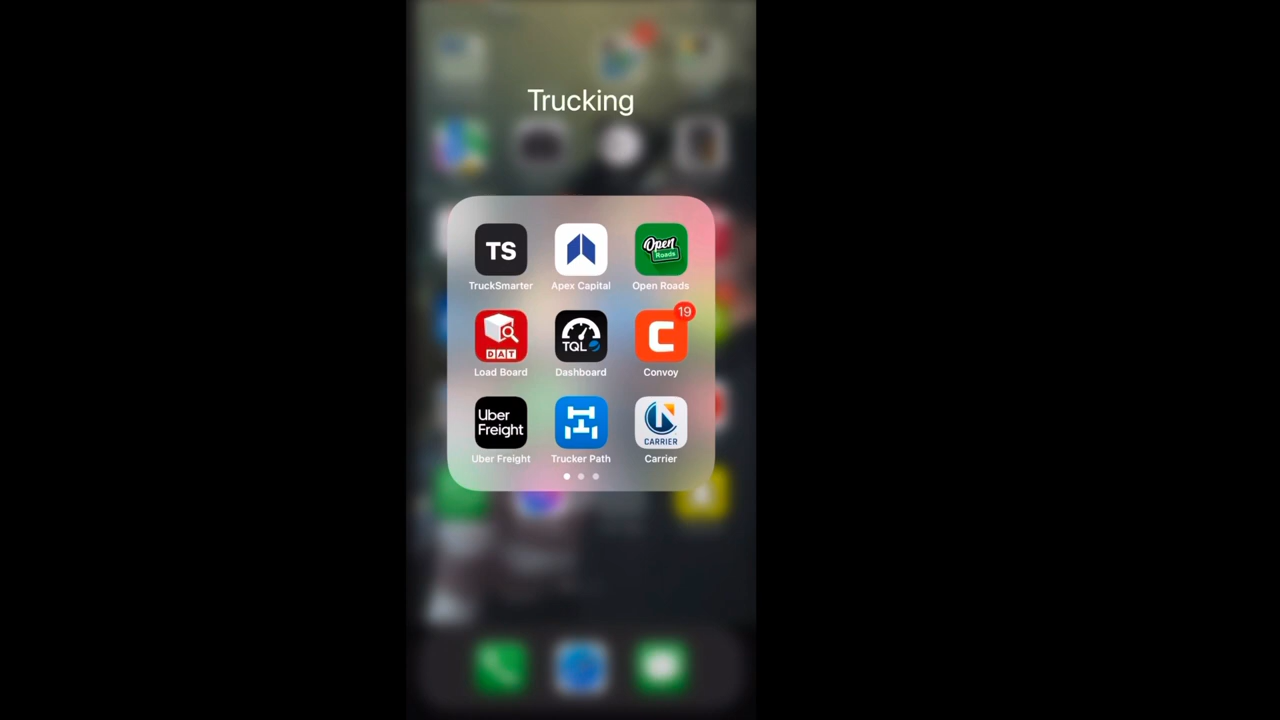 Trucking
TS
TruckSmarter
Apex Capital
Open
Roads
Open Roads
DAT
Load Board
TQL
Dashboard
19
C
Convoy
Uber
Freight
Uber Freight
Trucker Path
CARRIER
Carrier